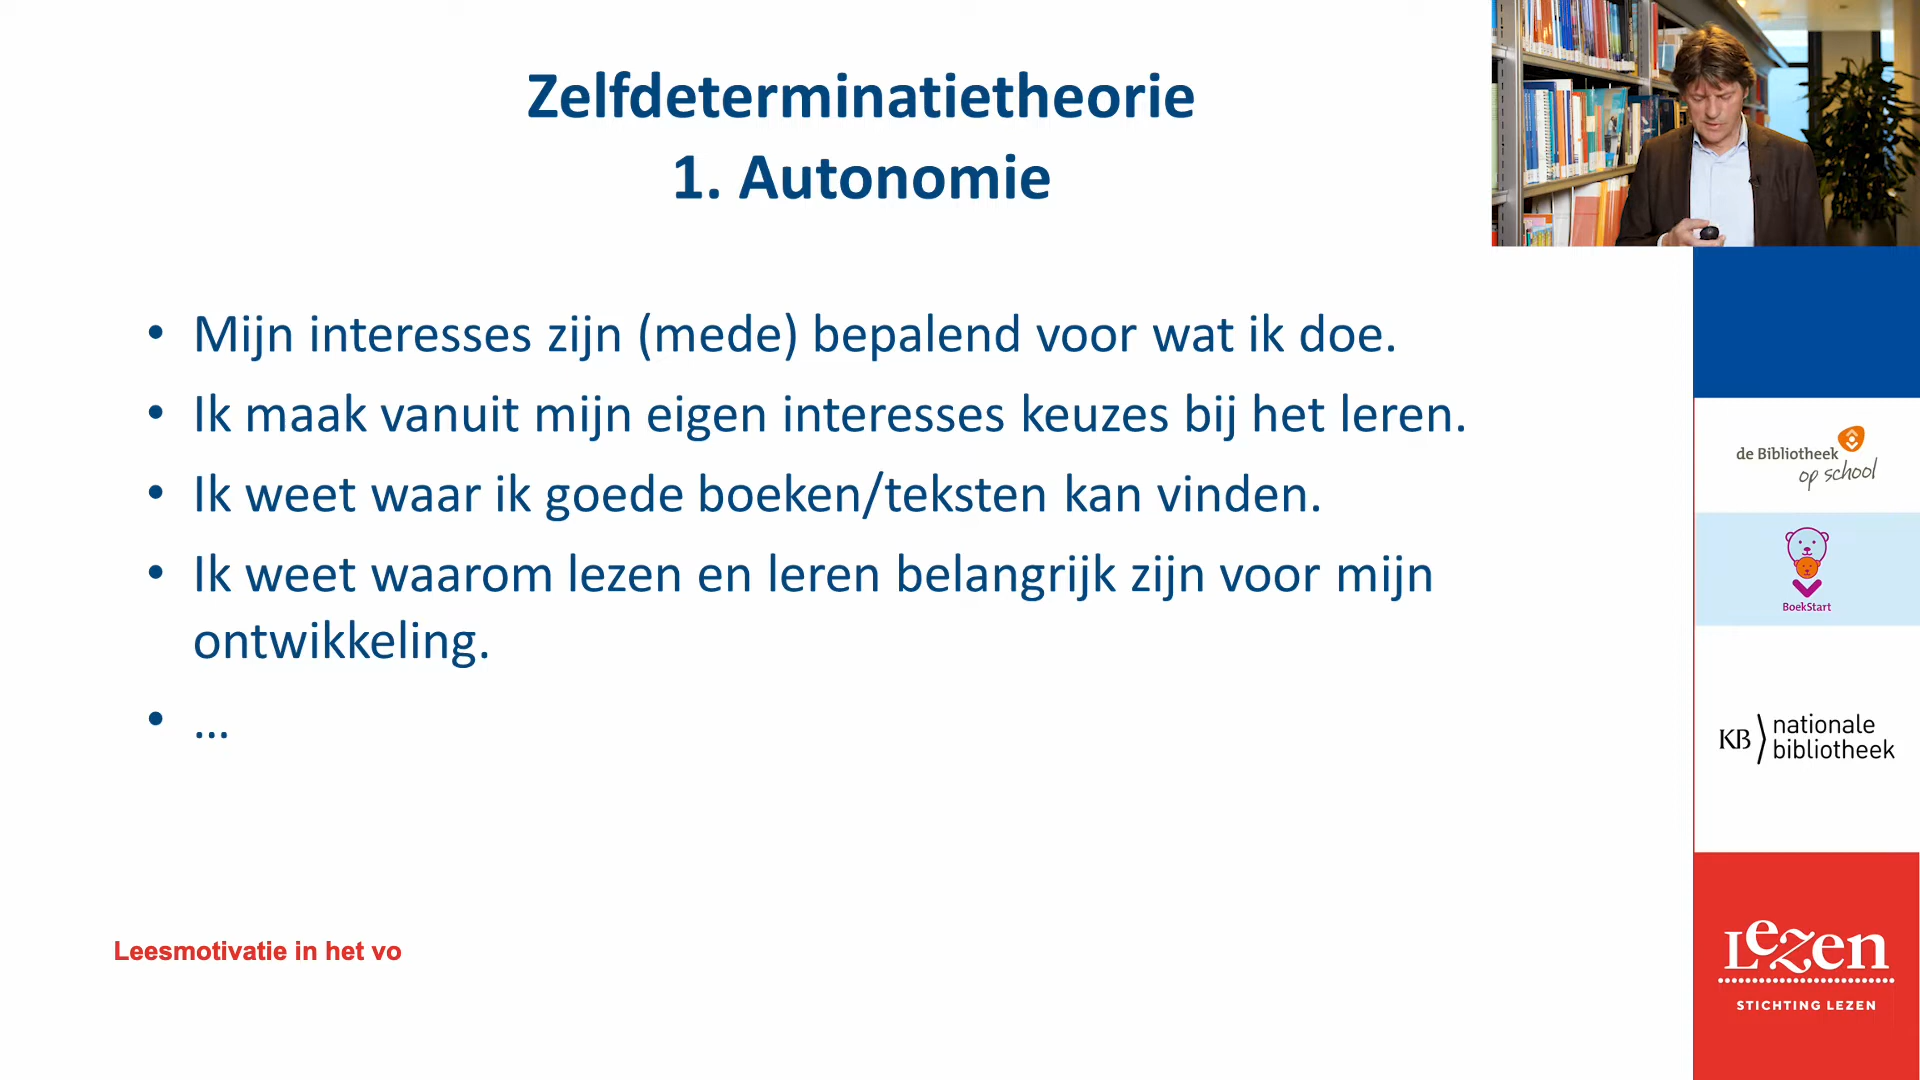 Zelfdeterminatietheorie
1. Autonomie
• Mijn interesses zijn (mede) bepalend voor wat ik doe.
• Ik maak vanuit mijn eigen interesses keuzes bij het leren.
• Ik weet waar ik goede boeken/teksten kan vinden.
• Ik weet waarom lezen en leren belangrijk zijn voor mijn
ontwikkeling.
• ...
Leesmotivatie in het vo
de Bibliotheek
op school
BoekStart
KB nationale
bibliotheek
Lezen
STICHTING LEZEN